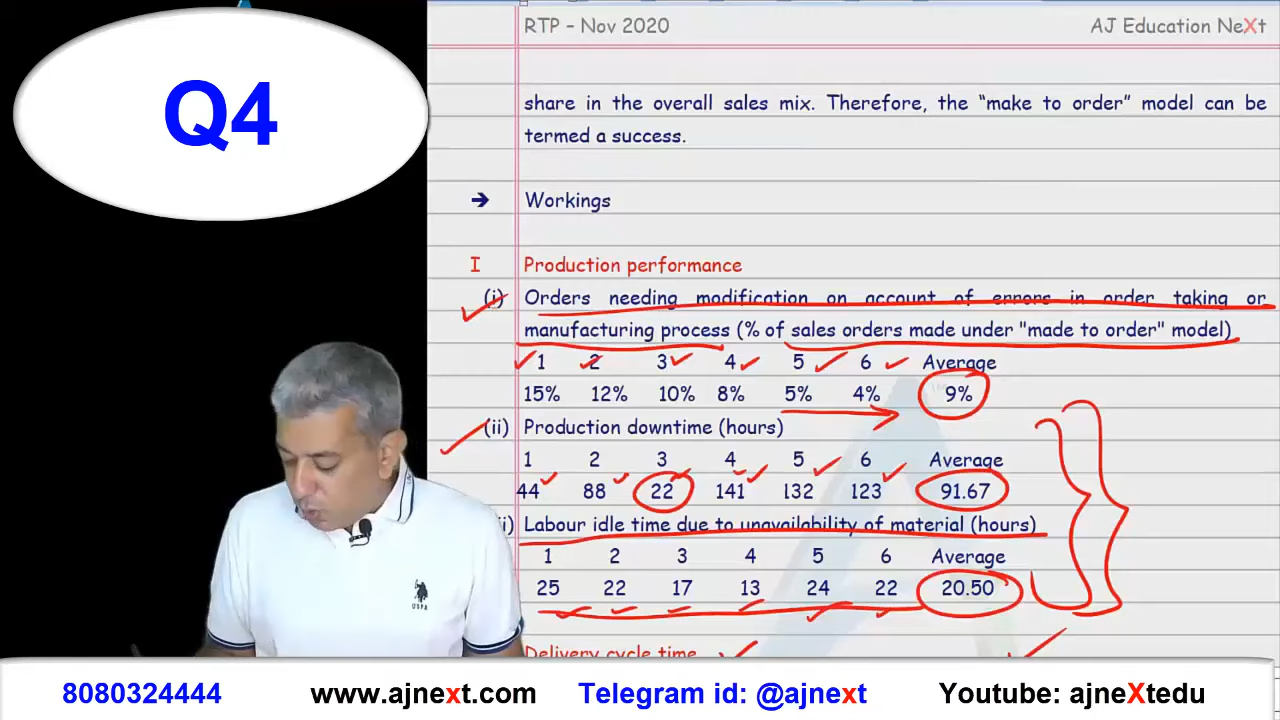 Q4
RTP – Nov 2020 AJ Education NeXt
share in the overall sales mix. Therefore, the “make to order” model can be
termed a success.
➔ Workings
I Production performance
(i) Orders needing modification on account of errors in order taking or
manufacturing process (% of sales orders made under "made to order" model)
1 2 3 4 5 6 Average
15% 12% 10% 8% 5% 4% 9%
(ii) Production downtime (hours)
1 2 3 4 5 6 Average
44 88 22 141 132 123 91.67
i) Labour idle time due to unavailability of material (hours)
1 2 3 4 5 6 Average
25 22 17 13 24 22 20.50
Delivery cycle time
USPA
8080324444 www.ajnext.com Telegram id: @ajnext Youtube: ajneXtedu